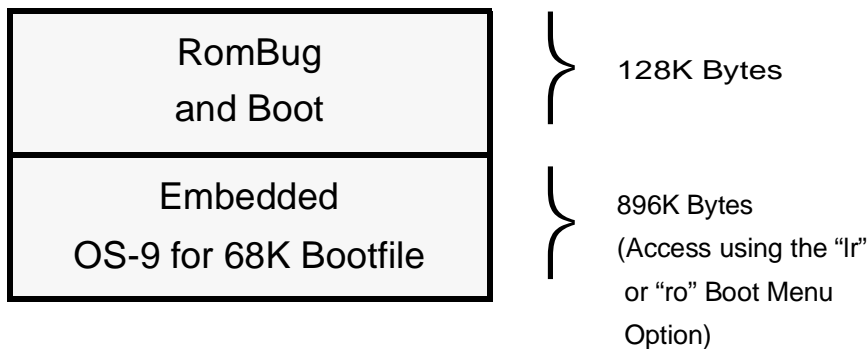 RomBug
and Boot
128K Bytes
Embedded
OS-9 for 68K Bootfile
896K Bytes
(Access using the “lr”
or “ro” Boot Menu
Option)